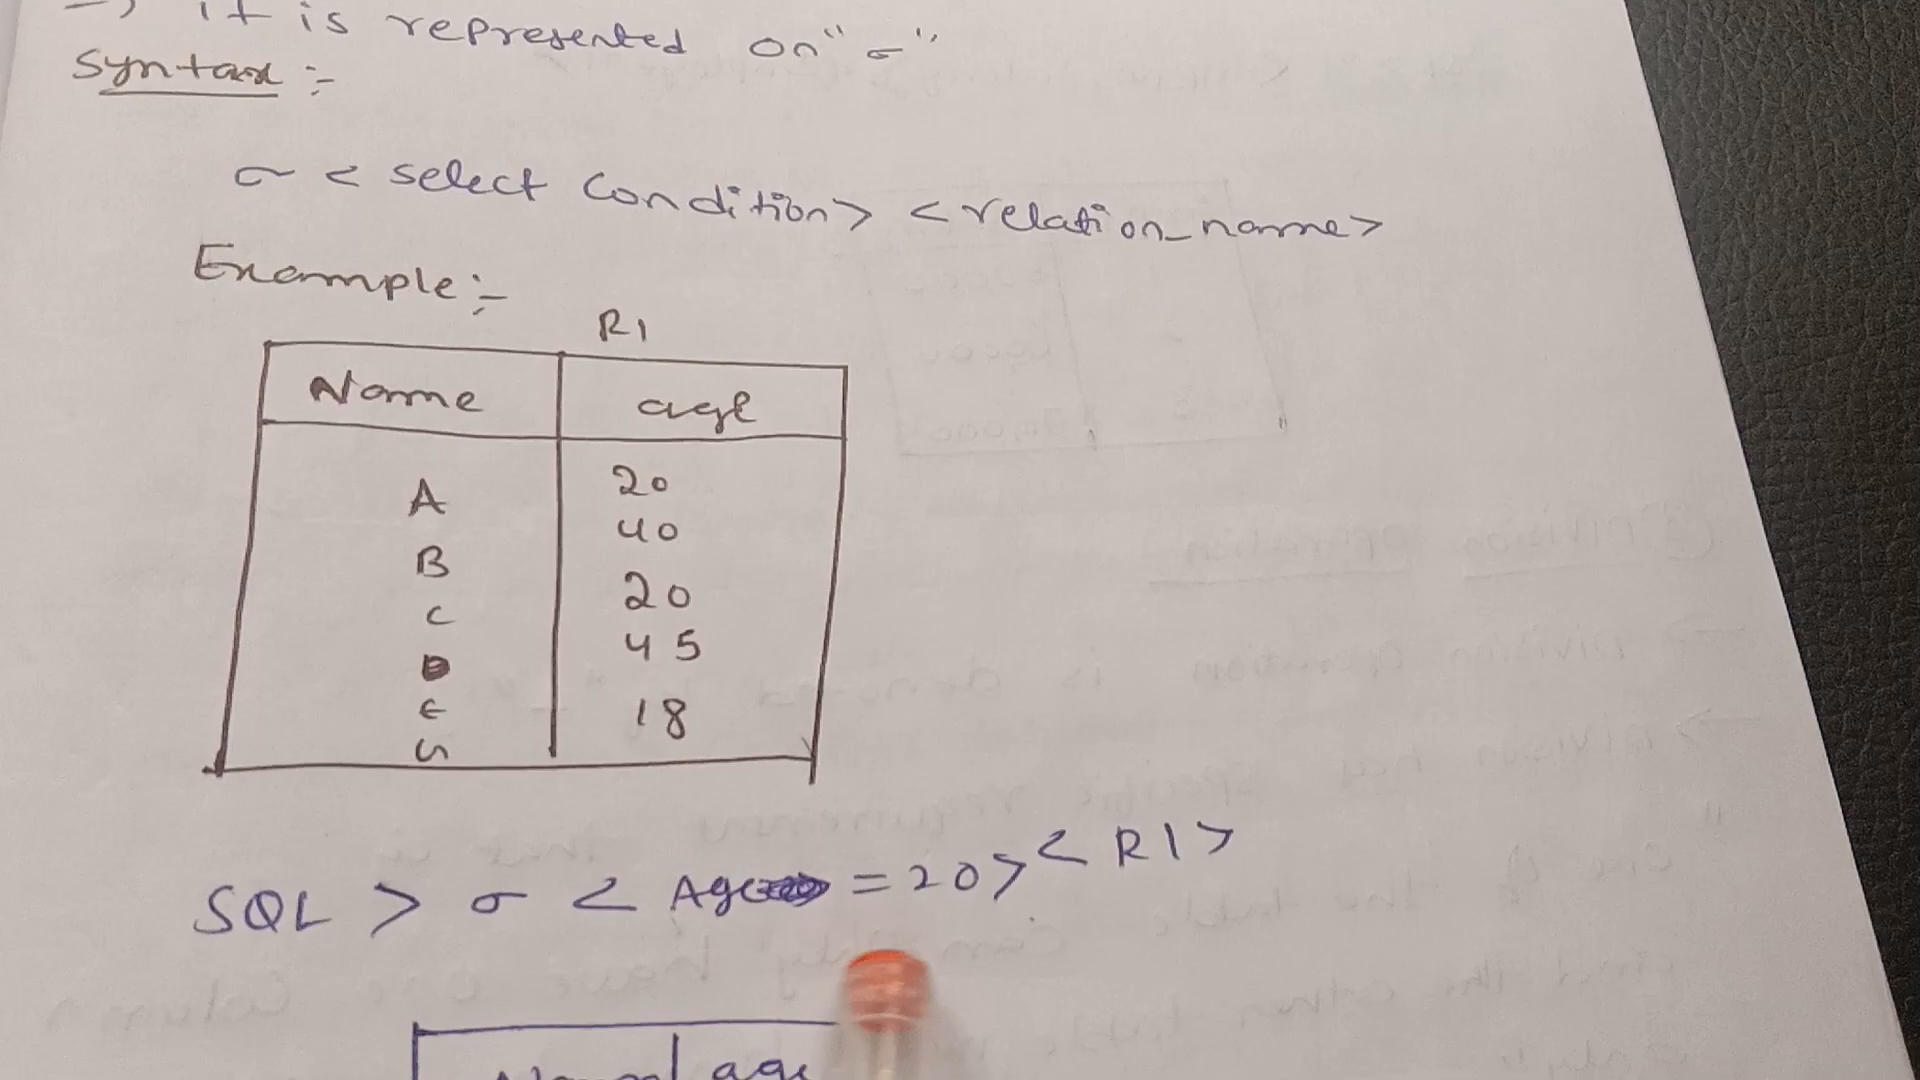 → It is represented on "σ"
Syntax :-
σ < select condition> <relation_name>
Example :-
R1
Name age
A 20
B 40
C 20
D 45
E 18
G
SQL > σ < Age = 20> < R1 >
age